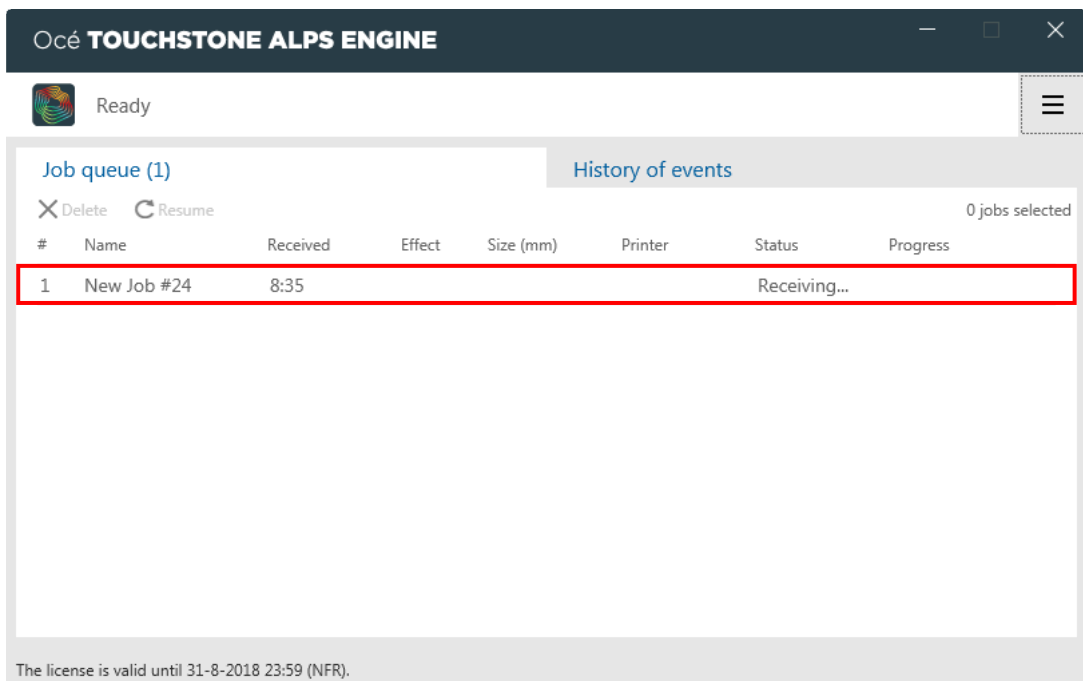 Océ TOUCHSTONE ALPS ENGINE
Ready
Job queue (1) History of events
Delete Resume 0 jobs selected
# Name Received Effect Size (mm) Printer Status Progress
1 New Job #24 8:35 Receiving...
The license is valid until 31-8-2018 23:59 (NFR).